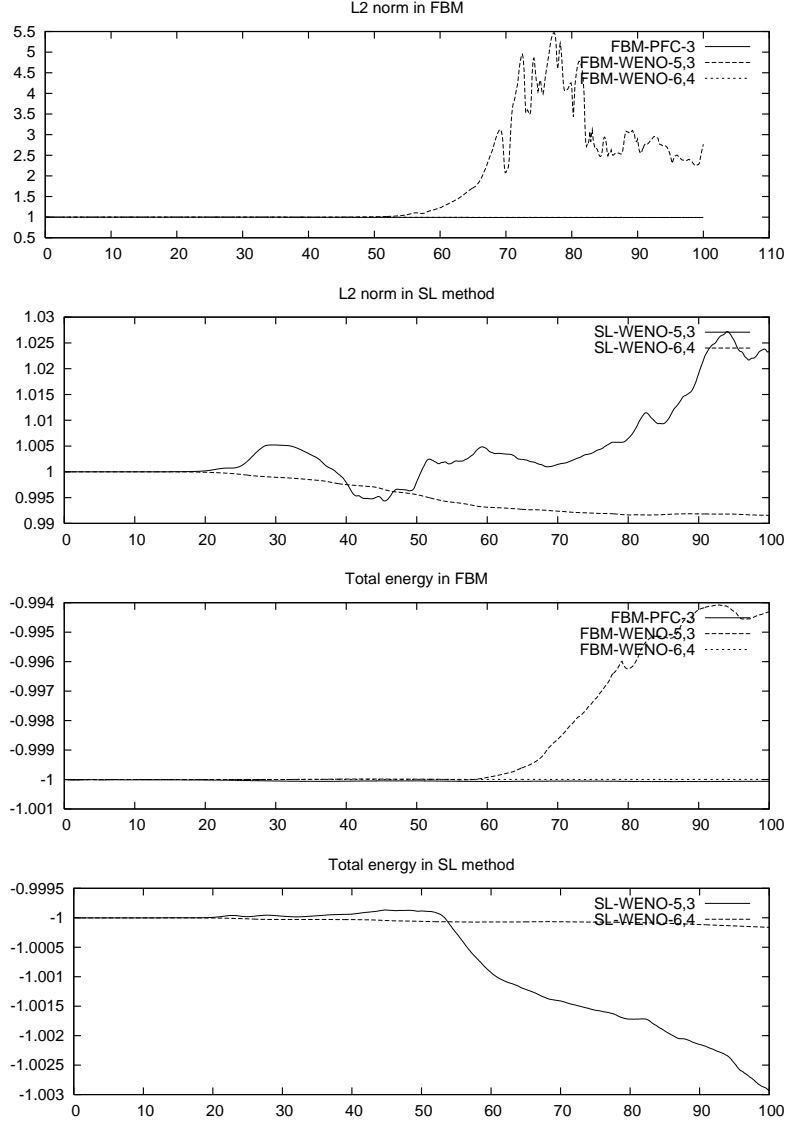 L2 norm in FBM
5.5
5
4.5
4
3.5
3
2.5
2
1.5
1
0.5
FBM-PFC-3
FBM-WENO-5,3
FBM-WENO-6,4
0 10 20 30 40 50 60 70 80 90 100 110
L2 norm in SL method
1.03
1.025
1.02
1.015
1.01
1.005
1
0.995
0.99
SL-WENO-5,3
SL-WENO-6,4
0 10 20 30 40 50 60 70 80 90 100
Total energy in FBM
-0.994
-0.995
-0.996
-0.997
-0.998
-0.999
-1
-1.001
FBM-PFC-3
FBM-WENO-5,3
FBM-WENO-6,4
0 10 20 30 40 50 60 70 80 90 100
Total energy in SL method
-0.9995
-1
-1.0005
-1.001
-1.0015
-1.002
-1.0025
-1.003
SL-WENO-5,3
SL-WENO-6,4
0 10 20 30 40 50 60 70 80 90 100